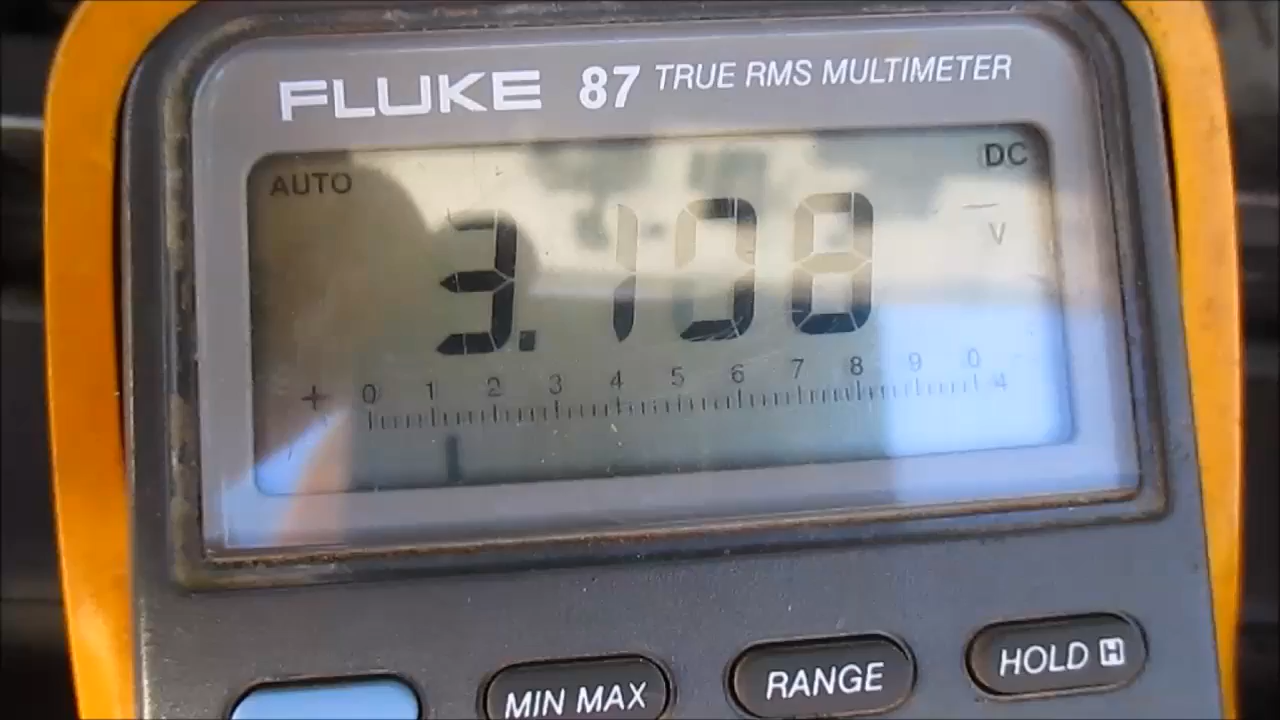 FLUKE 87 TRUE RMS MULTIMETER
AUTO DC
3.108 V
+ 0 1 2 3 4 5 6 7 8 9 0 4
MIN MAX RANGE HOLD H